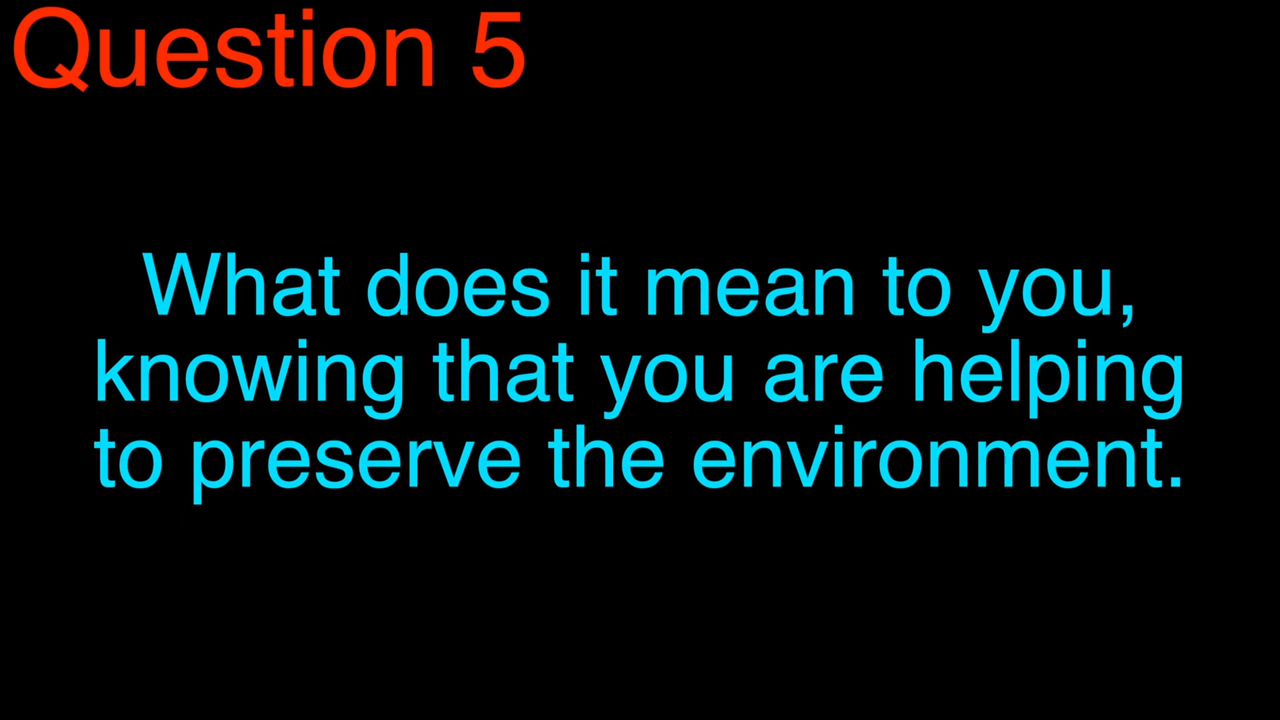 Question 5
What does it mean to you,
knowing that you are helping
to preserve the environment.